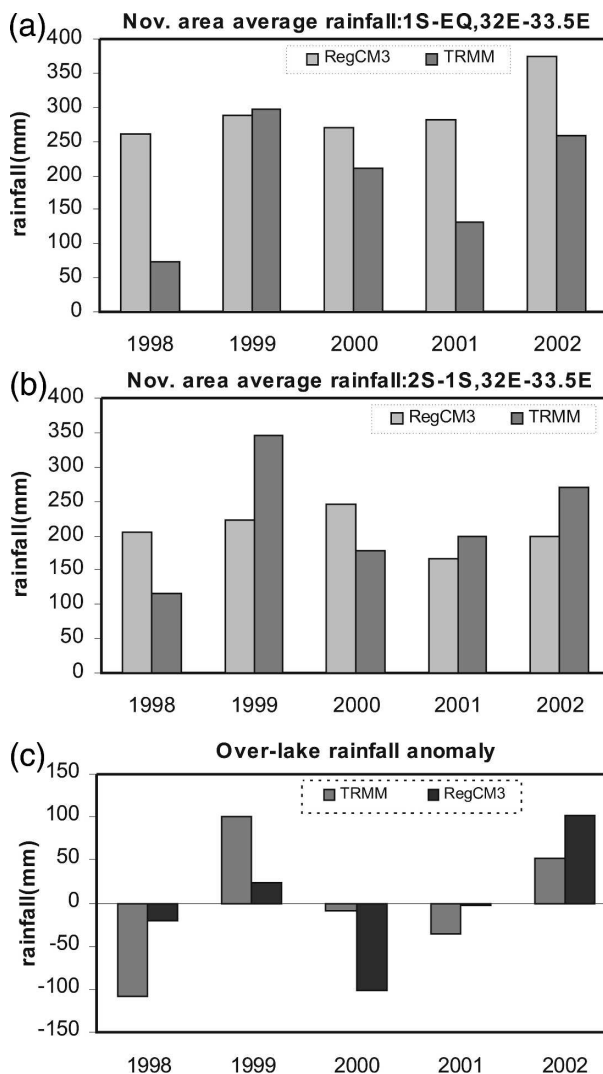 (a)
Nov. area average rainfall:1S-EQ,32E-33.5E
400
350
300
250
200
150
100
50
0
rainfall(mm)
RegCM3 TRMM
1998 1999 2000 2001 2002
(b)
Nov. area average rainfall:2S-1S,32E-33.5E
400
350
300
250
200
150
100
50
0
rainfall(mm)
RegCM3 TRMM
1998 1999 2000 2001 2002
(c)
Over-lake rainfall anomaly
150
100
50
0
-50
-100
-150
rainfall(mm)
TRMM RegCM3
1998 1999 2000 2001 2002